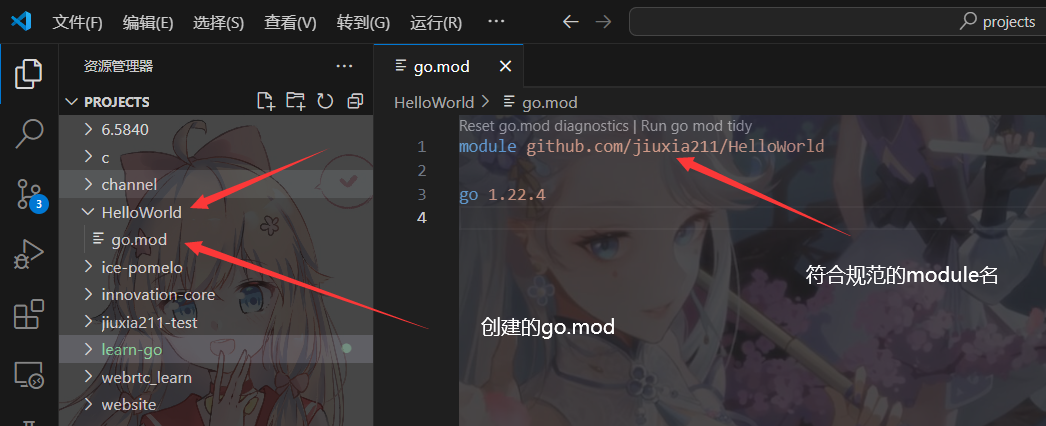 文件(F) 编辑(E) 选择(S) 查看(V) 转到(G) 运行(R) ··· projects
资源管理器 ···
go.mod
PROJECTS
HelloWorld > go.mod
6.5840
c
channel
HelloWorld
go.mod
ice-pomelo
innovation-core
jiuxia211-test
learn-go
webrtc_learn
website
3
Reset go.mod diagnostics | Run go mod tidy
1 module github.com/jiuxia211/HelloWorld
2
3 go 1.22.4
4
符合规范的module名
创建的go.mod